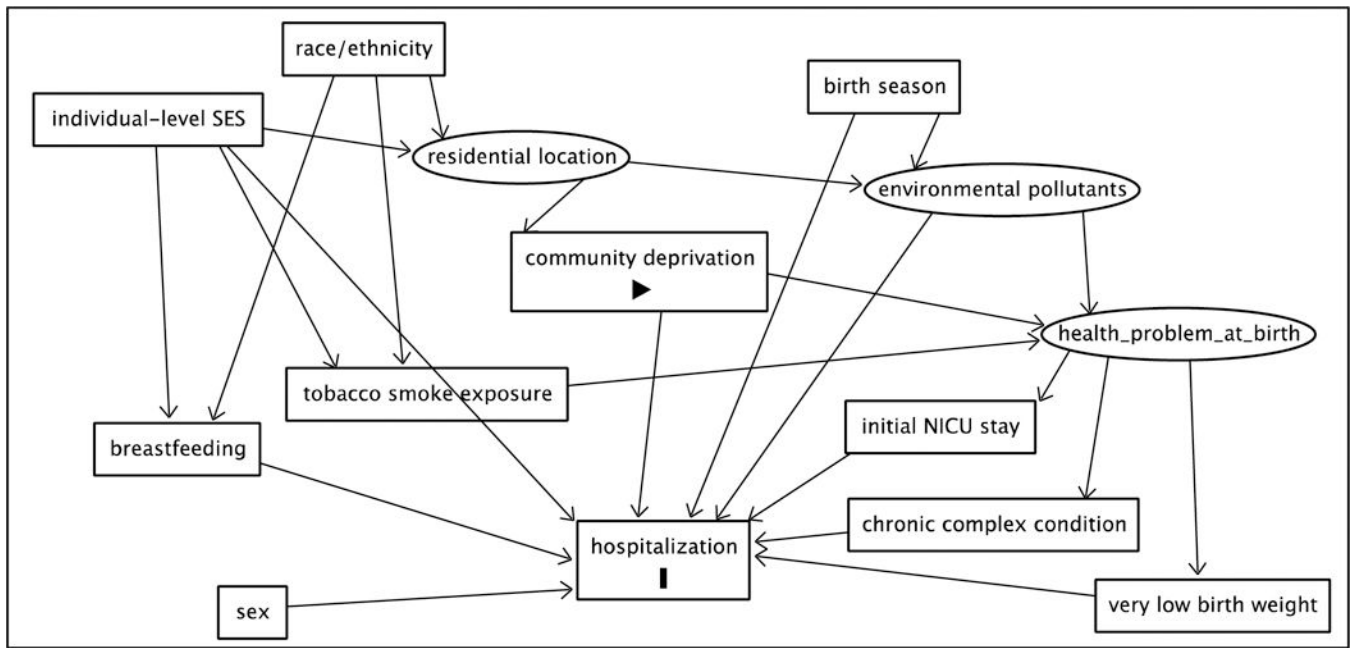 race/ethnicity
birth season
individual-level SES
residential location
environmental pollutants
community deprivation
health_problem_at_birth
tobacco smoke exposure
initial NICU stay
breastfeeding
chronic complex condition
hospitalization
sex
very low birth weight